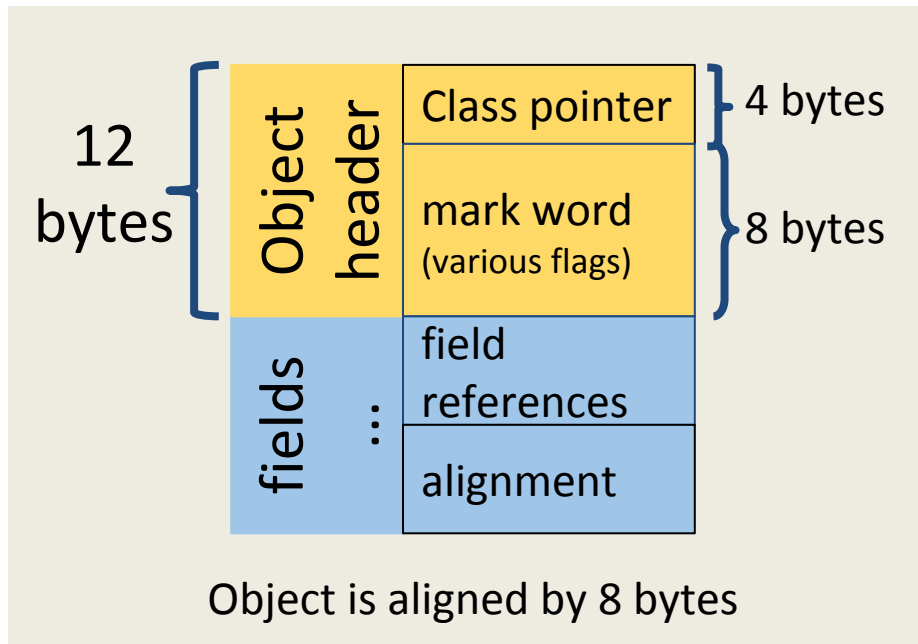 12
bytes
Object
header
Class pointer
4 bytes
mark word
(various flags)
8 bytes
fields
...
field
references
alignment
Object is aligned by 8 bytes